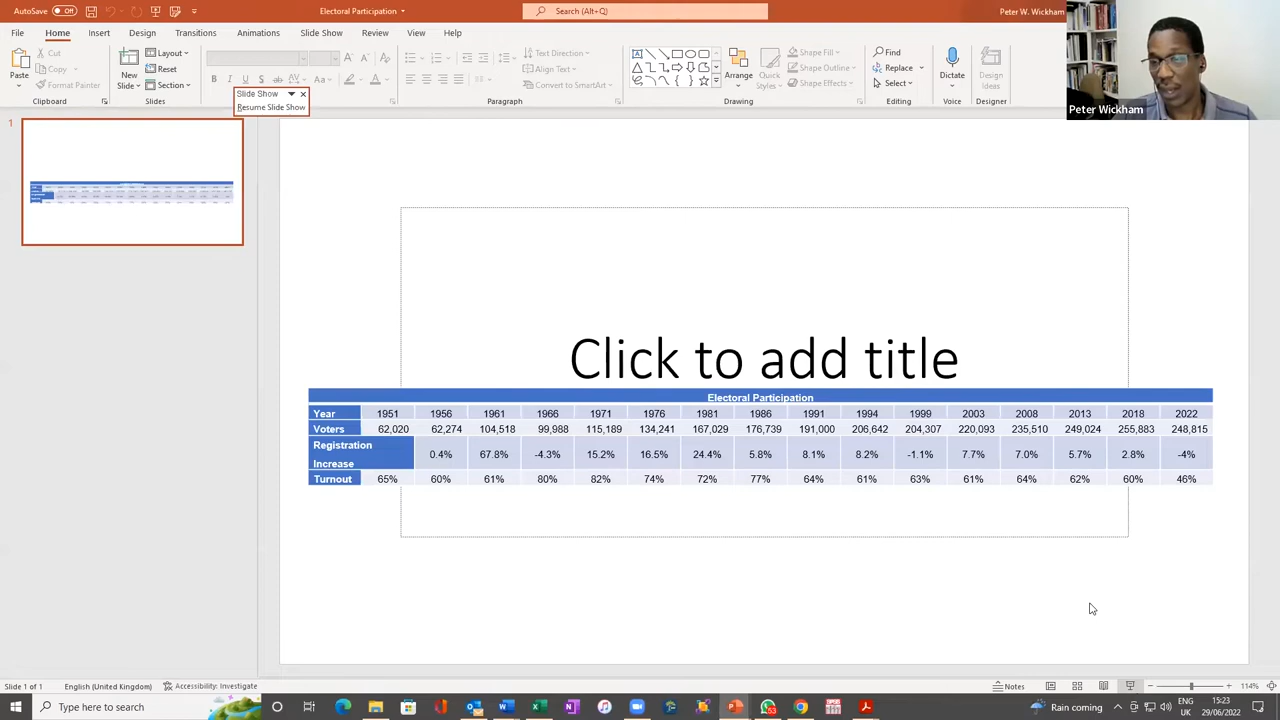 AutoSave Off
Electoral Participation
Search (Alt+Q)
Peter W. Wickham
File Home Insert Design Transitions Animations Slide Show Review View Help
Paste
Cut
Copy
Format Painter
Clipboard
New
Slide
Layout
Reset
Section
Slides
Slide Show
Resume Slide Show
Text Direction
Align Text
Convert to SmartArt
Paragraph
Arrange
Quick
Styles
Shape Fill
Shape Outline
Shape Effects
Drawing
Find
Replace
Select
Editing
Dictate
Voice
Design
Ideas
Designer
Peter Wickham
1
Click to add title
Electoral Participation
Year 1951 1956 1961 1966 1971 1976 1981 1986 1991 1994 1999 2003 2008 2013 2018 2022
Voters 62,020 62,274 104,518 99,988 115,189 134,241 167,029 176,739 191,000 206,642 204,307 220,093 235,510 249,024 255,883 248,815
Registration
Increase 0.4% 67.8% -4.3% 15.2% 16.5% 24.4% 5.8% 8.1% 8.2% -1.1% 7.7% 7.0% 5.7% 2.8% -4%
Turnout 65% 60% 61% 80% 82% 74% 72% 77% 64% 61% 63% 61% 64% 62% 60% 46%
Slide 1 of 1 English (United Kingdom) Accessibility: Investigate
Notes
114%
Type here to search
Rain coming
ENG
UK
15:23
29/06/2022